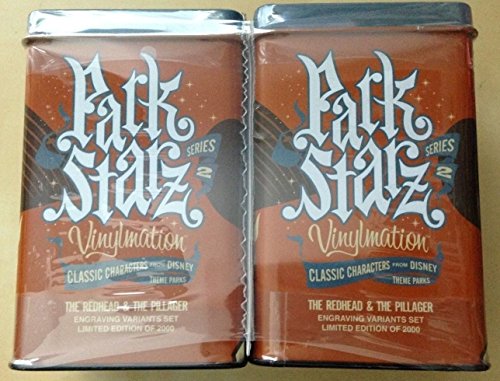 Park
Starz
SERIES
2
Vinylmation
CLASSIC CHARACTERS FROM DISNEY
THEME PARKS
THE REDHEAD & THE PILLAGER
ENGRAVING VARIANTS SET
LIMITED EDITION OF 2000
Park
Starz
SERIES
2
Vinylmation
CLASSIC CHARACTERS FROM DISNEY
THEME PARKS
THE REDHEAD & THE PILLAGER
ENGRAVING VARIANTS SET
LIMITED EDITION OF 2000